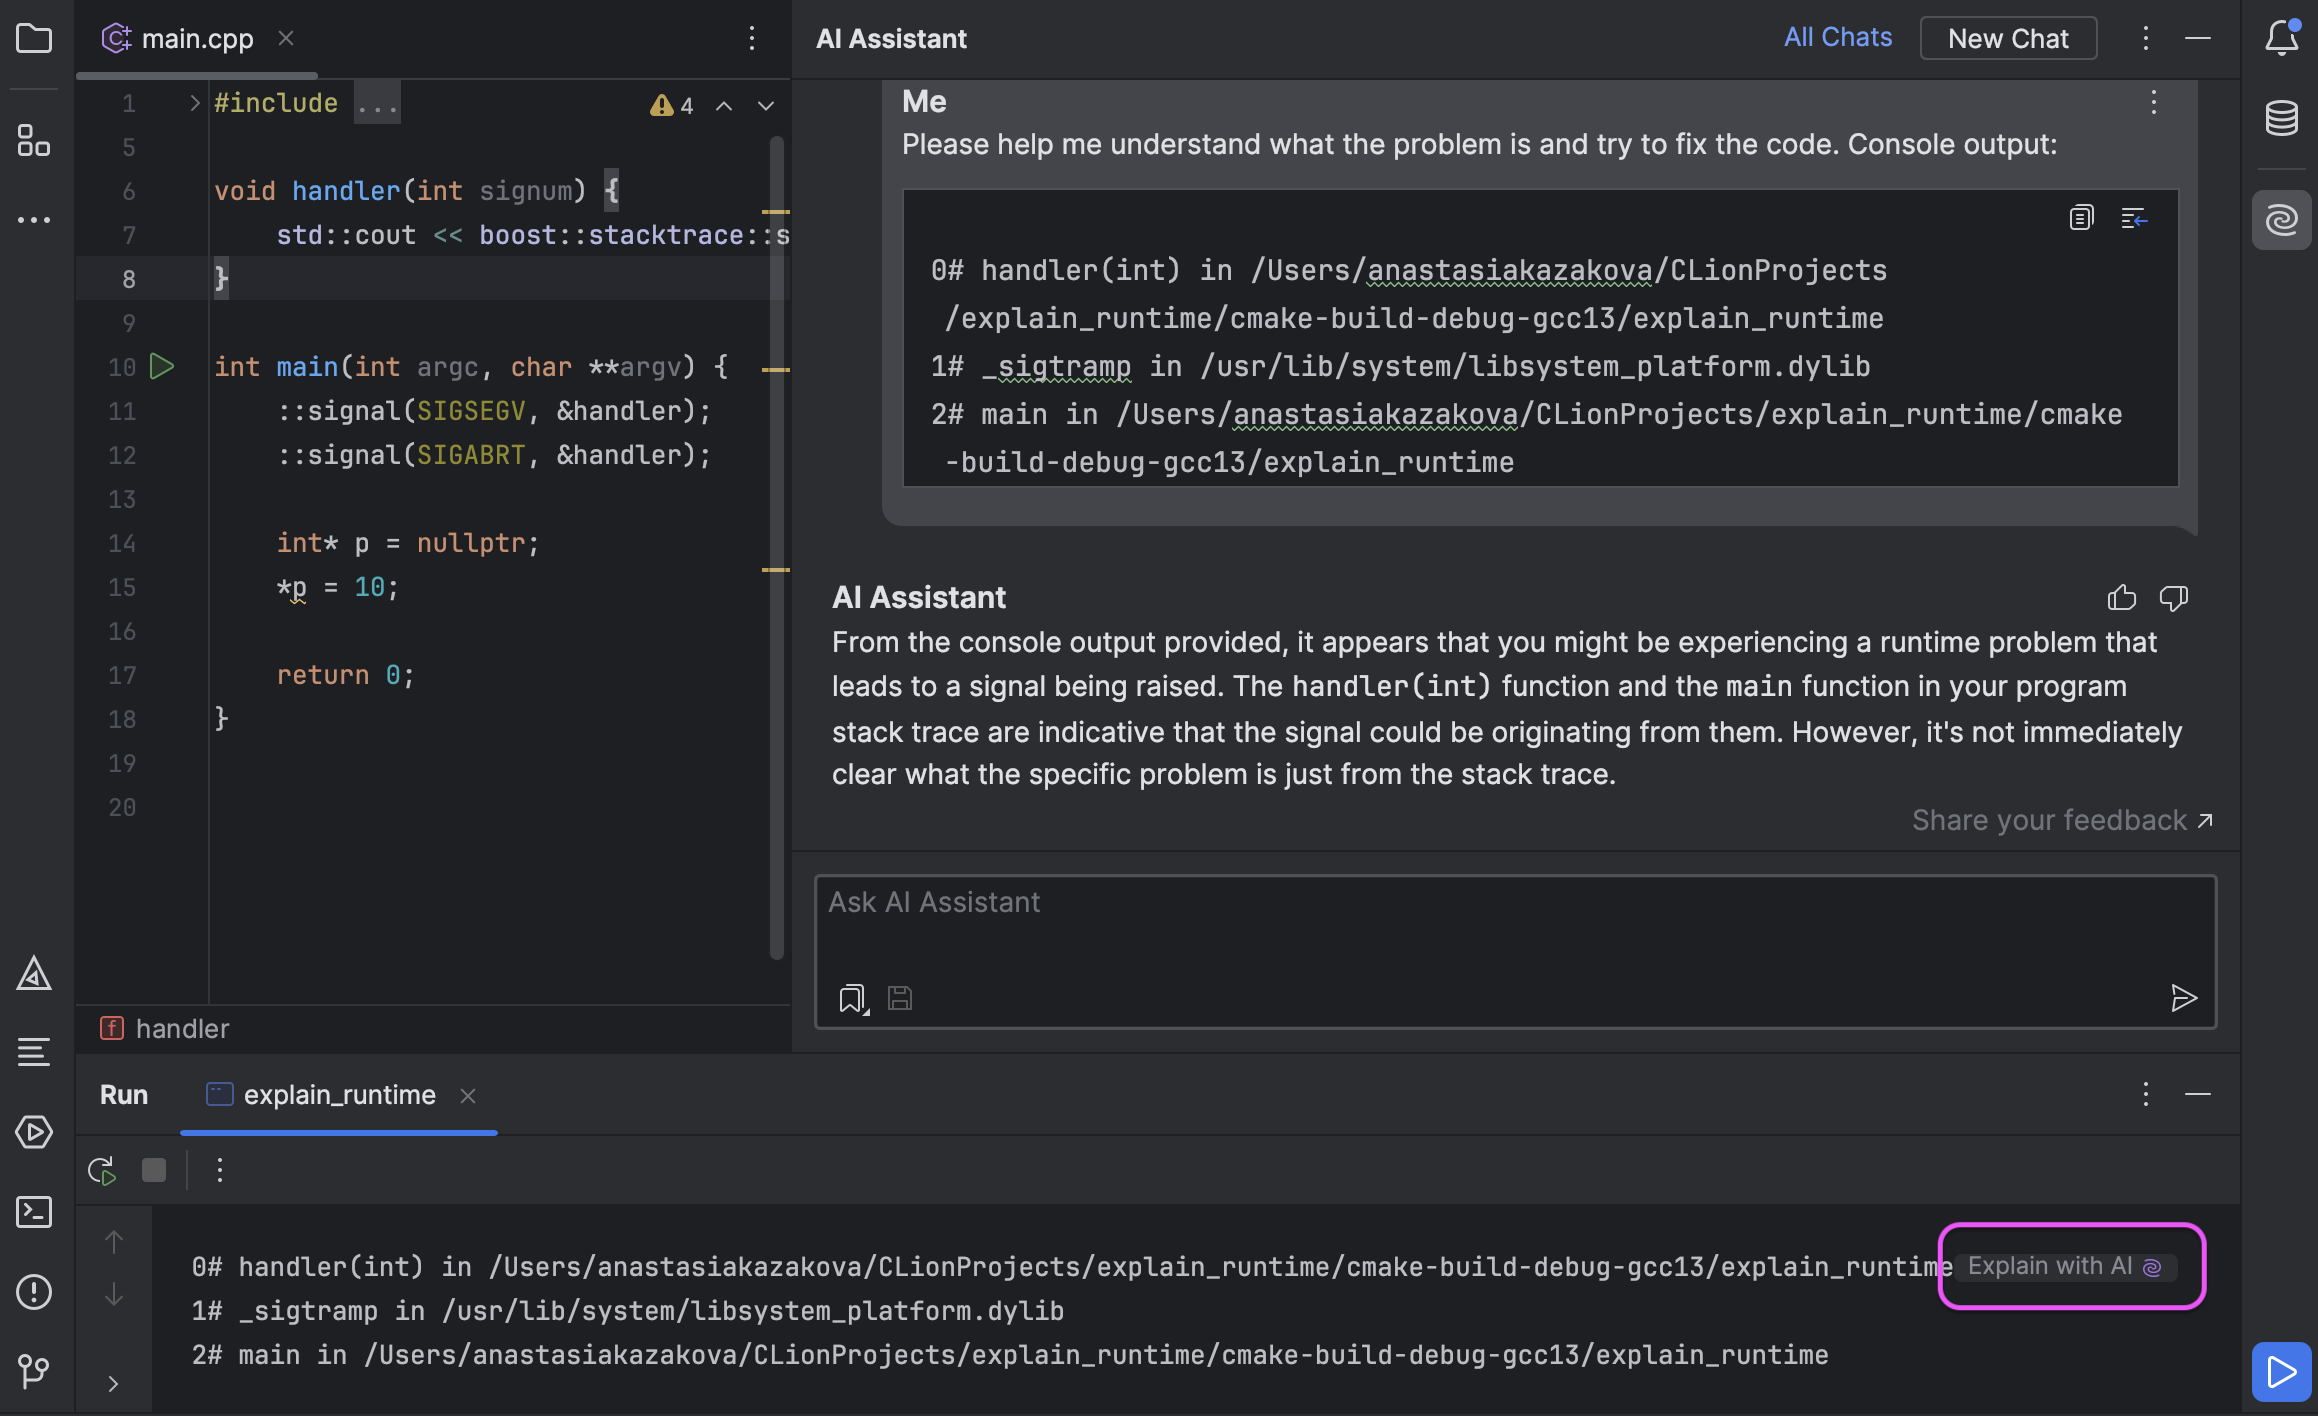 main.cpp
1 #include ...
4
5
6 void handler(int signum) {
7 std::cout << boost::stacktrace::s
8 }
9
10 int main(int argc, char **argv) {
11 ::signal(SIGSEGV, &handler);
12 ::signal(SIGABRT, &handler);
13
14 int* p = nullptr;
15 *p = 10;
16
17 return 0;
18 }
19
20
handler
AI Assistant
All Chats
New Chat
Me
Please help me understand what the problem is and try to fix the code. Console output:
0# handler(int) in /Users/anastasiakazakova/CLionProjects
/explain_runtime/cmake-build-debug-gcc13/explain_runtime
1# _sigtramp in /usr/lib/system/libsystem_platform.dylib
2# main in /Users/anastasiakazakova/CLionProjects/explain_runtime/cmake
-build-debug-gcc13/explain_runtime
AI Assistant
From the console output provided, it appears that you might be experiencing a runtime problem that
leads to a signal being raised. The handler(int) function and the main function in your program
stack trace are indicative that the signal could be originating from them. However, it's not immediately
clear what the specific problem is just from the stack trace.
Share your feedback
Ask AI Assistant
Run
explain_runtime
0# handler(int) in /Users/anastasiakazakova/CLionProjects/explain_runtime/cmake-build-debug-gcc13/explain_runtime
Explain with AI
1# _sigtramp in /usr/lib/system/libsystem_platform.dylib
2# main in /Users/anastasiakazakova/CLionProjects/explain_runtime/cmake-build-debug-gcc13/explain_runtime